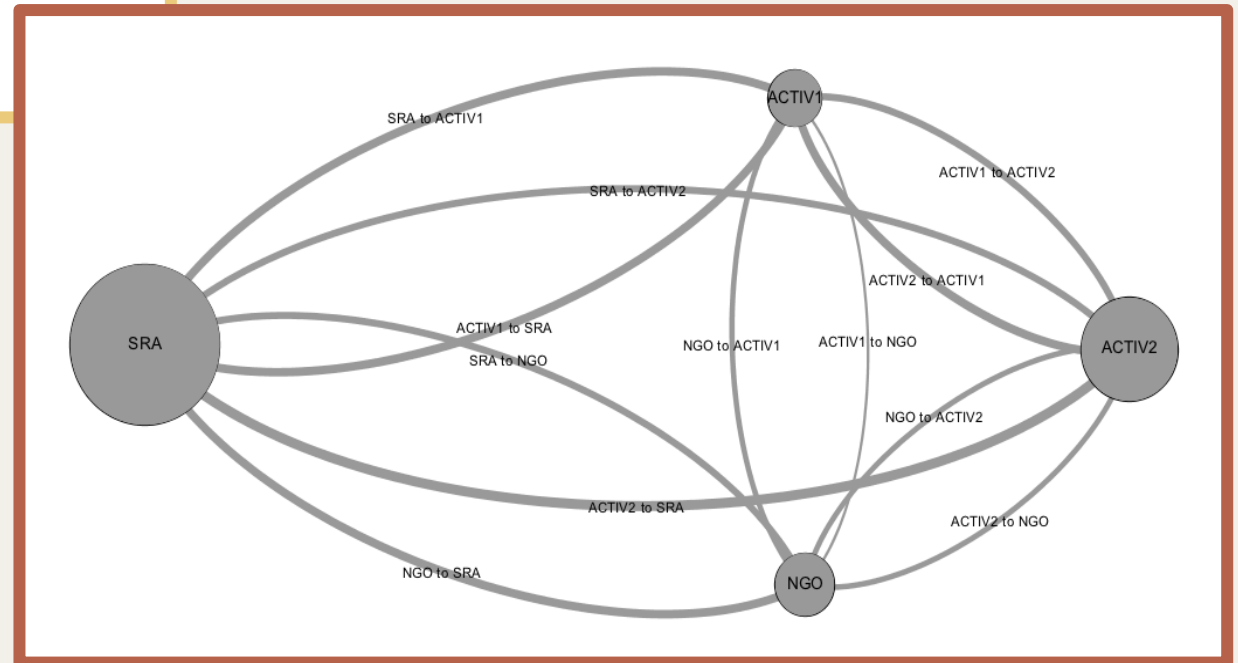 ACTIV1
SRA to ACTIV1
ACTIV1 to ACTIV2
SRA to ACTIV2
ACTIV2 to ACTIV1
ACTIV1 to SRA
SRA
NGO to ACTIV1
ACTIV1 to NGO
ACTIV2
SRA to NGO
NGO to ACTIV2
ACTIV2 to SRA
ACTIV2 to NGO
NGO to SRA
NGO